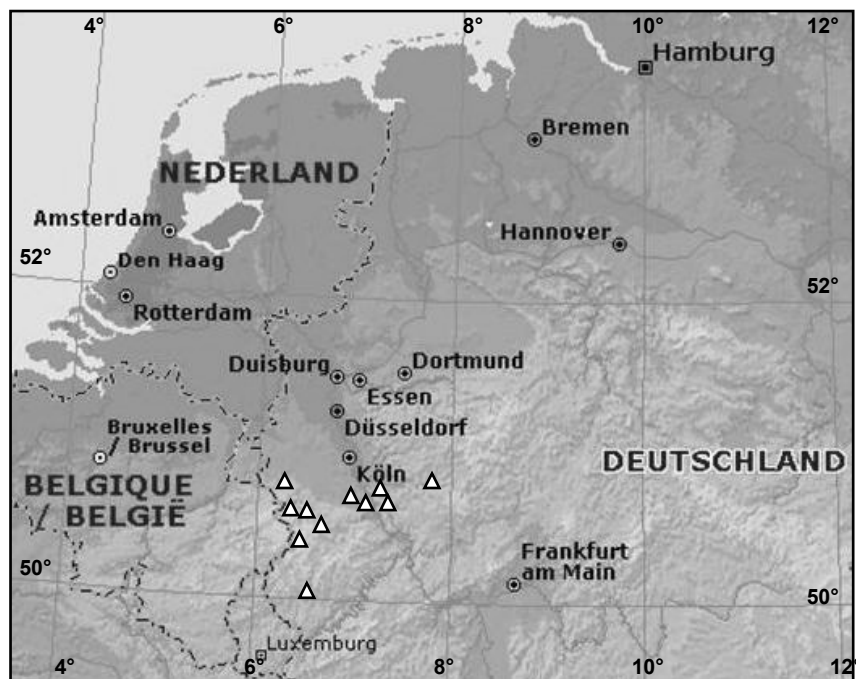 4° 6° 8° 10° 12°
Hamburg
Bremen
NEDERLAND
Amsterdam
Hannover
52°
Den Haag
Rotterdam
52°
Duisburg
Dortmund
Essen
Düsseldorf
Bruxelles
/ Brussel
Köln
DEUTSCHLAND
BELGIQUE
/ BELGIË
Frankfurt
am Main
50°
50°
Luxemburg
4° 6° 8° 10° 12°